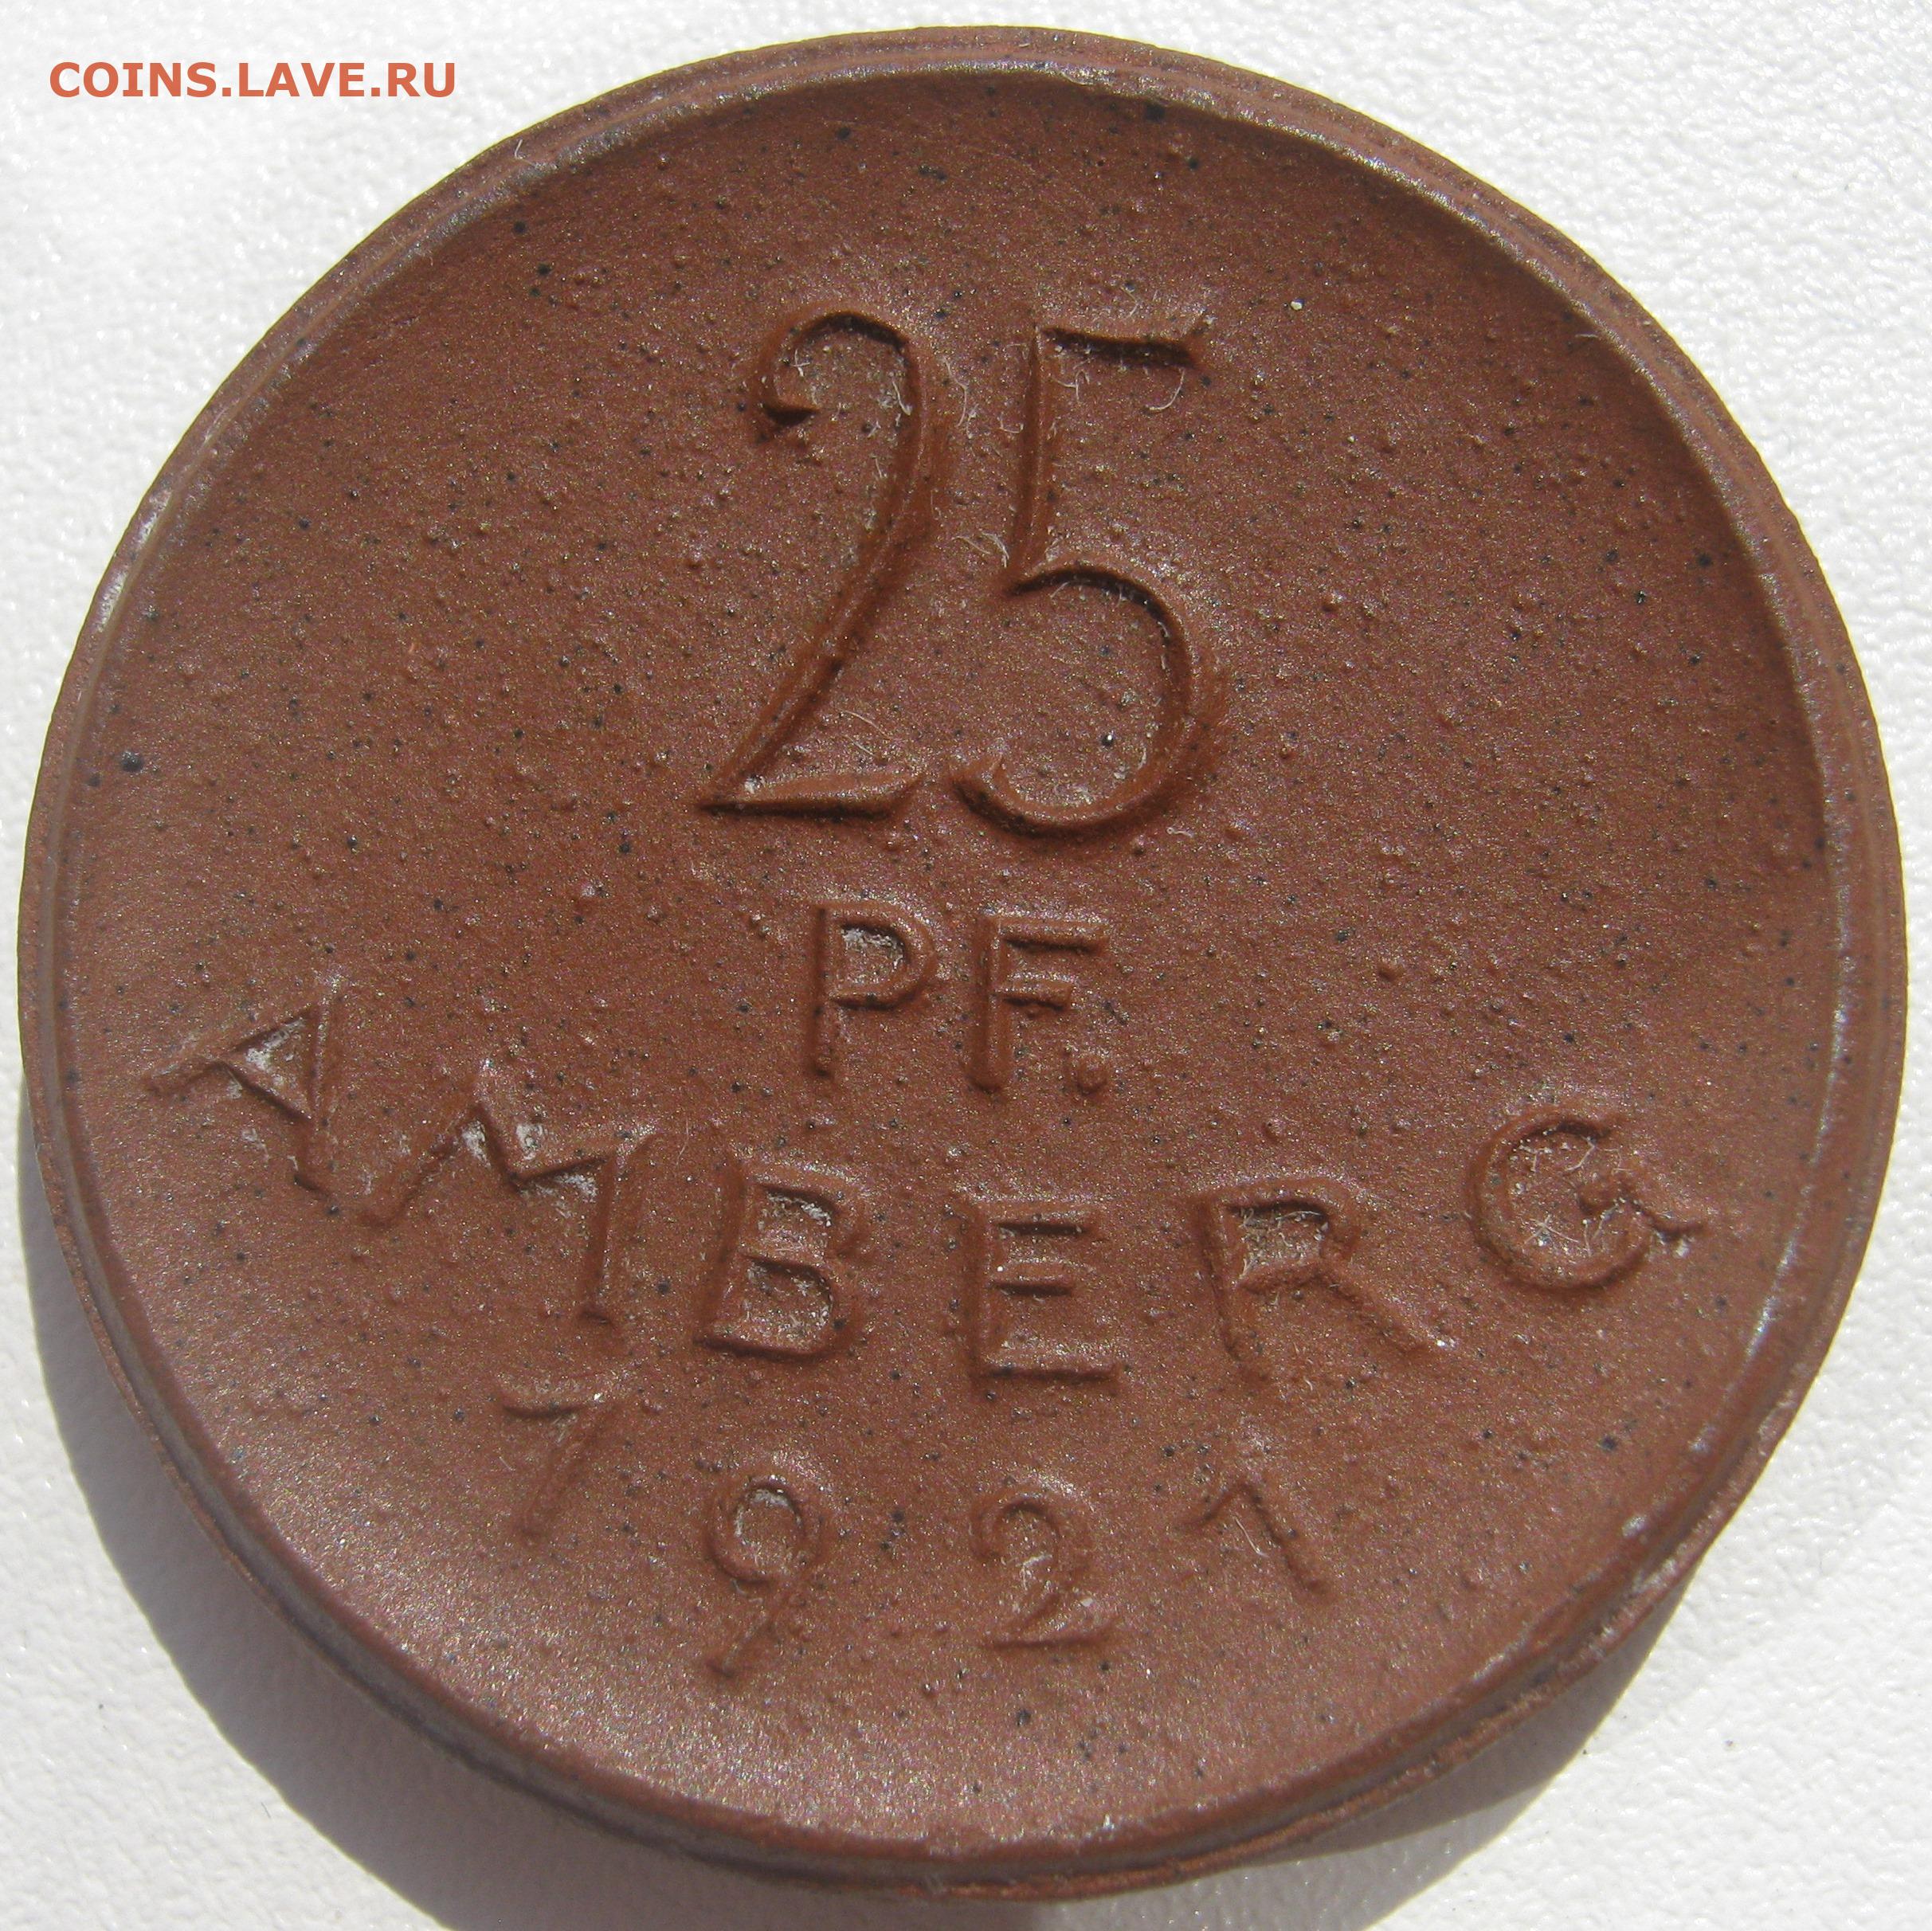 COINS.LAVE.RU
25
PF.
AMBERG
1921